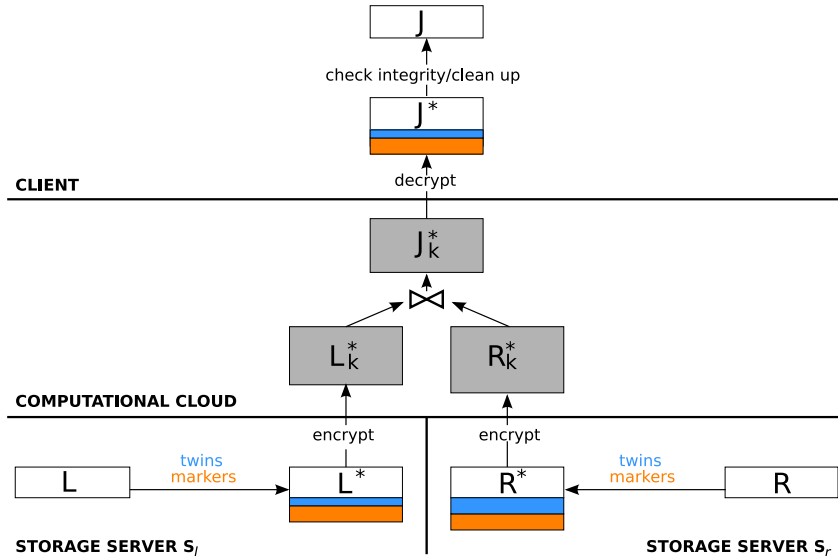 J
check integrity/clean up
J*
decrypt
CLIENT
J*k
L*k
R*k
COMPUTATIONAL CLOUD
encrypt
encrypt
twins
markers
twins
markers
L
L*
R*
R
STORAGE SERVER Sl
STORAGE SERVER Sr